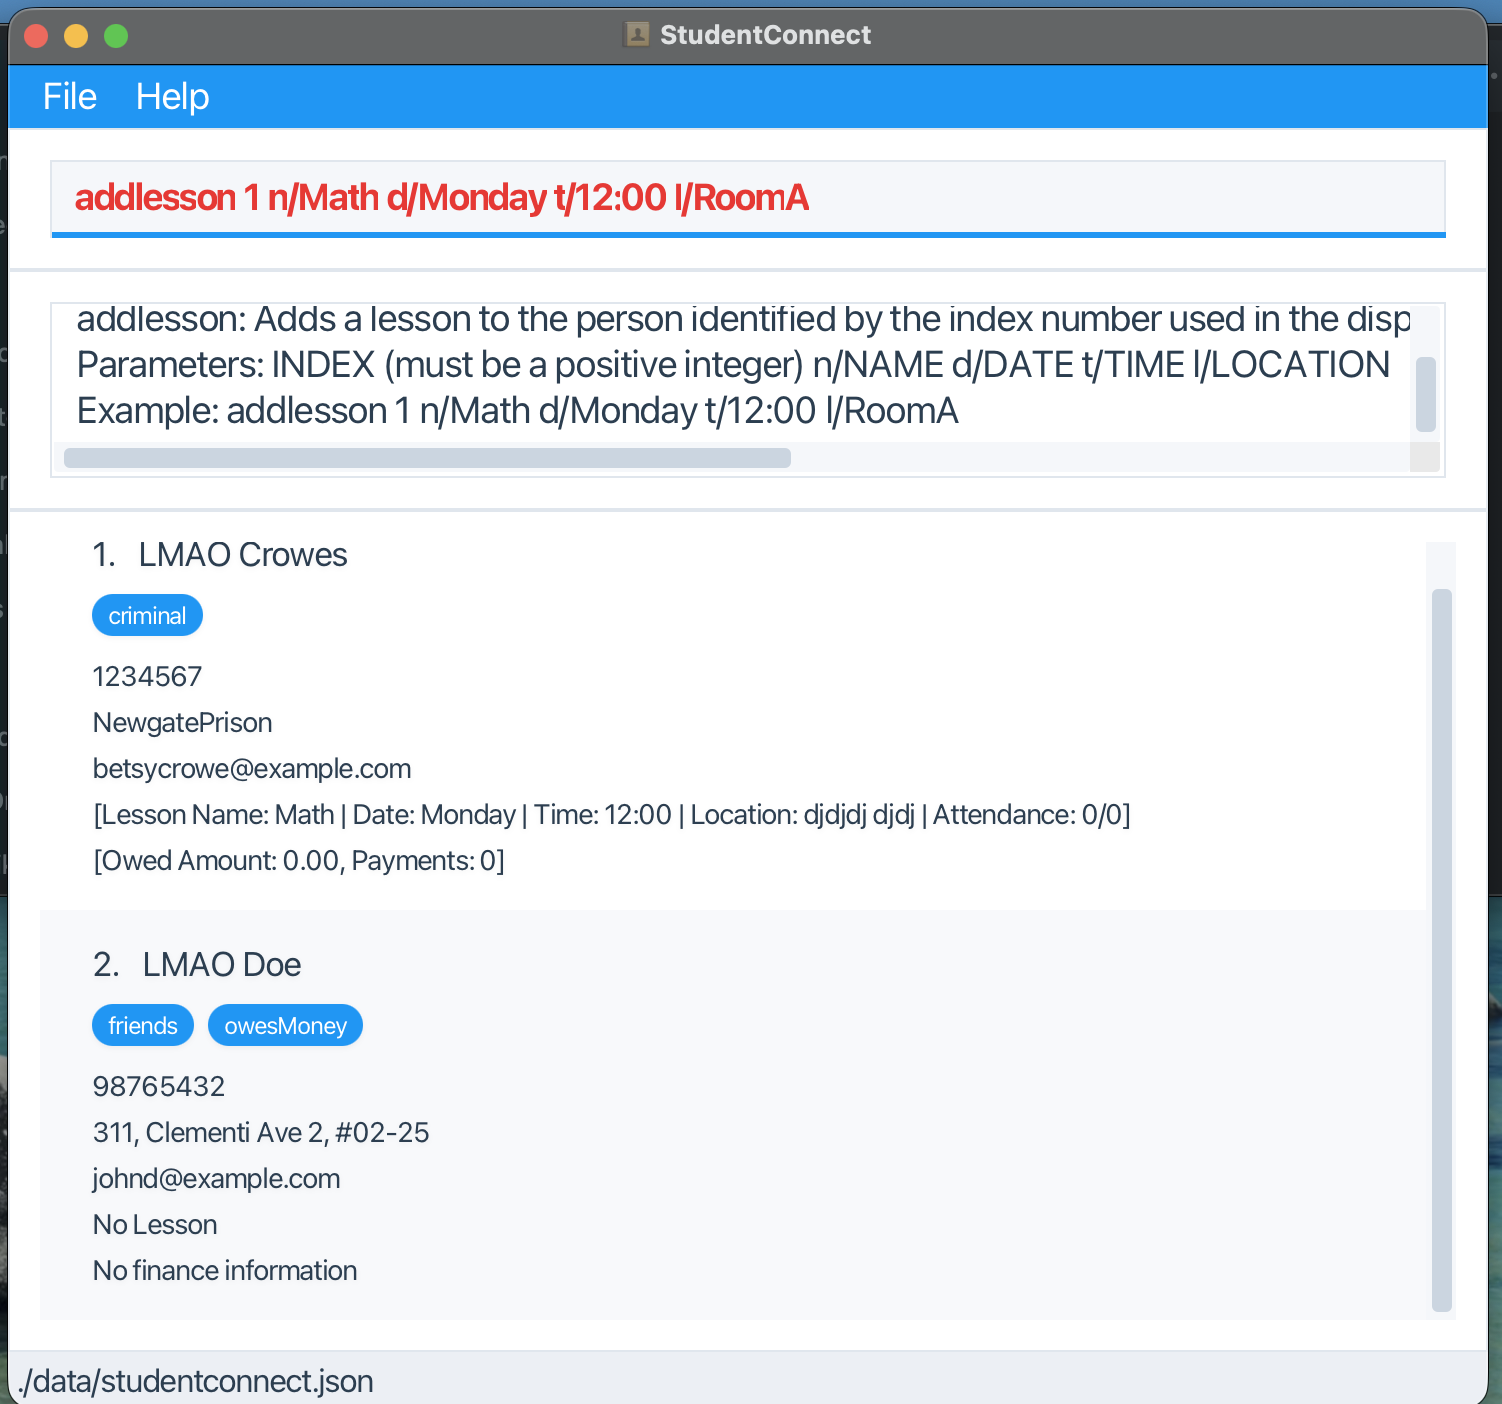 StudentConnect
File Help
addlesson 1 n/Math d/Monday t/12:00 l/RoomA
addlesson: Adds a lesson to the person identified by the index number used in the disp
Parameters: INDEX (must be a positive integer) n/NAME d/DATE t/TIME l/LOCATION
Example: addlesson 1 n/Math d/Monday t/12:00 l/RoomA
1. LMAO Crowes
criminal
1234567
NewgatePrison
betsycrowe@example.com
[Lesson Name: Math | Date: Monday | Time: 12:00 | Location: djdjdj djdj | Attendance: 0/0]
[Owed Amount: 0.00, Payments: 0]
2. LMAO Doe
friends owesMoney
98765432
311, Clementi Ave 2, #02-25
johnd@example.com
No Lesson
No finance information
./data/studentconnect.json